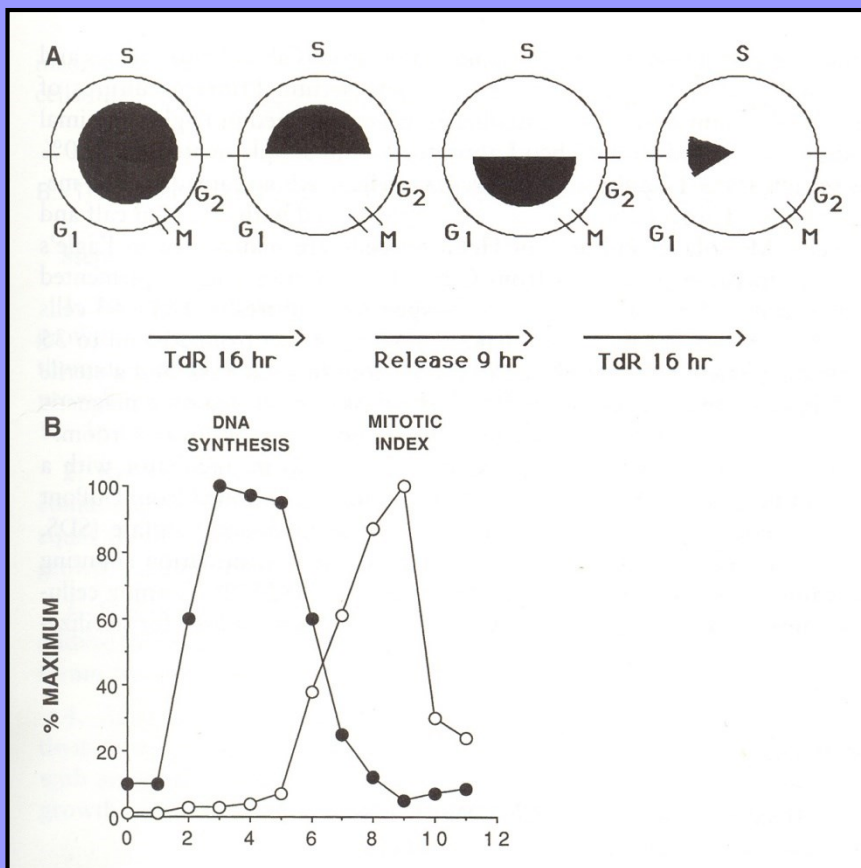 A
S
S
S
S
G1
M
G2
G1
M
G2
G1
M
G2
G1
M
G2
TdR 16 hr
Release 9 hr
TdR 16 hr
B
DNA
SYNTHESIS
MITOTIC
INDEX
% MAXIMUM
100
80
60
40
20
0
0 2 4 6 8 10 12